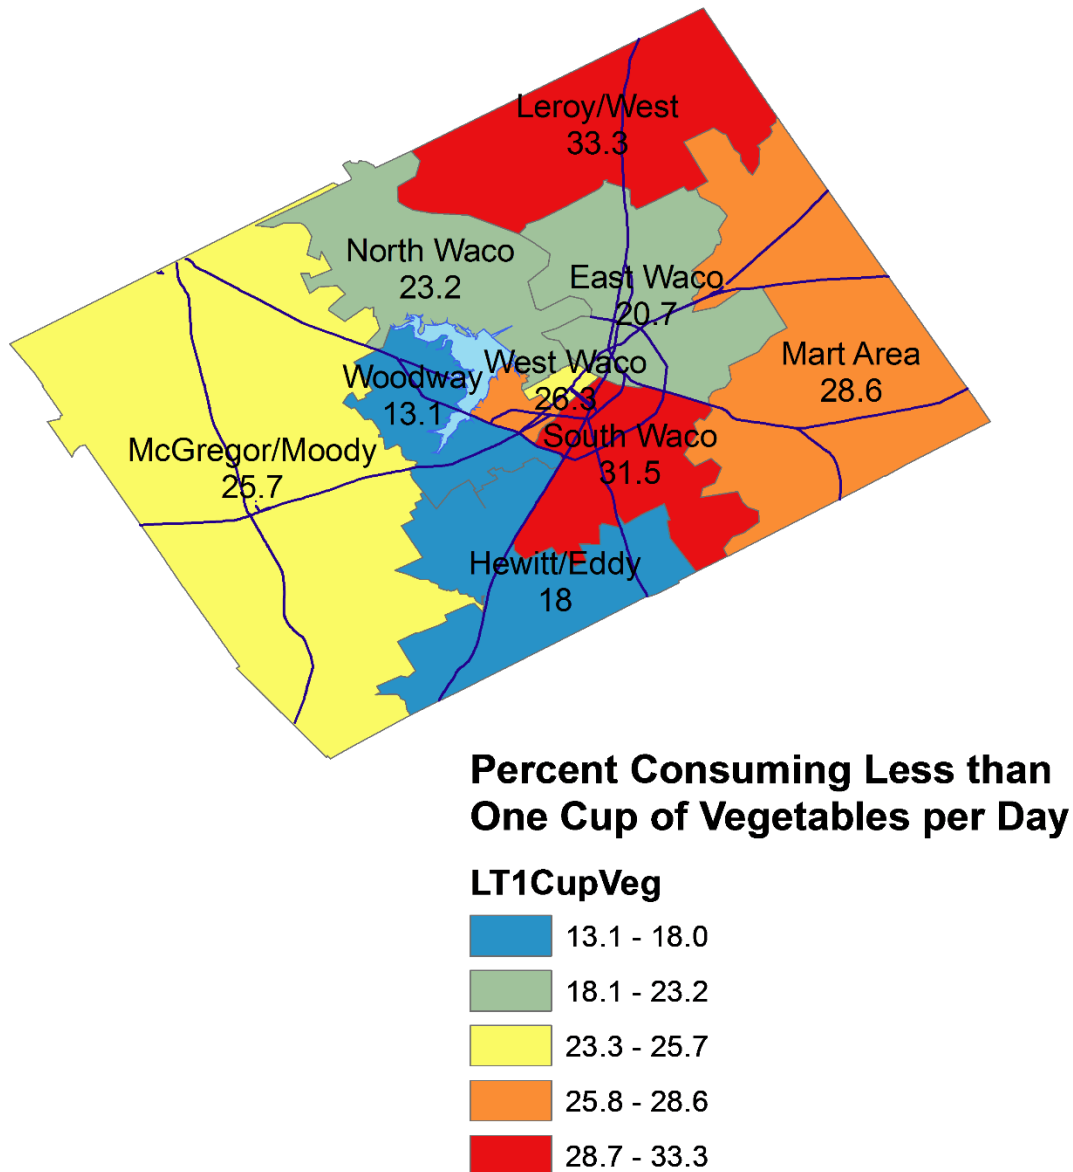 Leroy/West
33.3
North Waco
23.2
East Waco
20.7
West Waco
26.3
Mart Area
28.6
Woodway
13.1
South Waco
31.5
McGregor/Moody
25.7
Hewitt/Eddy
18
Percent Consuming Less than
One Cup of Vegetables per Day
LT1CupVeg
13.1 - 18.0
18.1 - 23.2
23.3 - 25.7
25.8 - 28.6
28.7 - 33.3